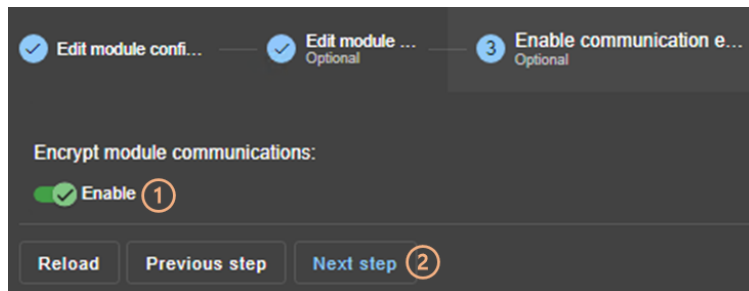 Edit module confi...
Edit module ...
Optional
3
Enable communication e...
Optional
Encrypt module communications:
Enable 1
Reload
Previous step
Next step 2